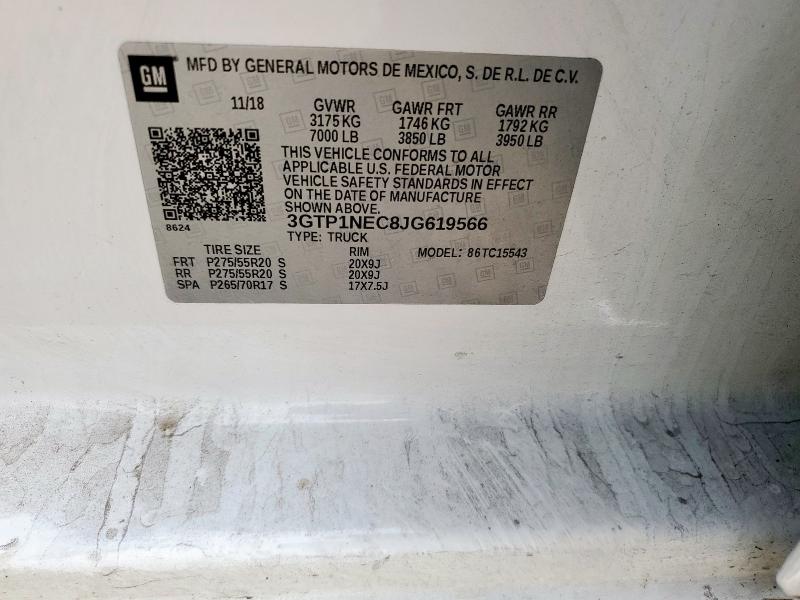 GM MFD BY GENERAL MOTORS DE MEXICO, S. DE R.L. DE C.V.
11/18 GVWR GAWR FRT GAWR RR
3175 KG 1746 KG 1792 KG
7000 LB 3850 LB 3950 LB
THIS VEHICLE CONFORMS TO ALL
APPLICABLE U.S. FEDERAL MOTOR
VEHICLE SAFETY STANDARDS IN EFFECT
ON THE DATE OF MANUFACTURE
SHOWN ABOVE.
8624
3GTP1NEC8JG619566
TYPE: TRUCK
TIRE SIZE RIM MODEL: 86TC15543
FRT P275/55R20 S 20X9J
RR P275/55R20 S 20X9J
SPA P265/70R17 S 17X7.5J